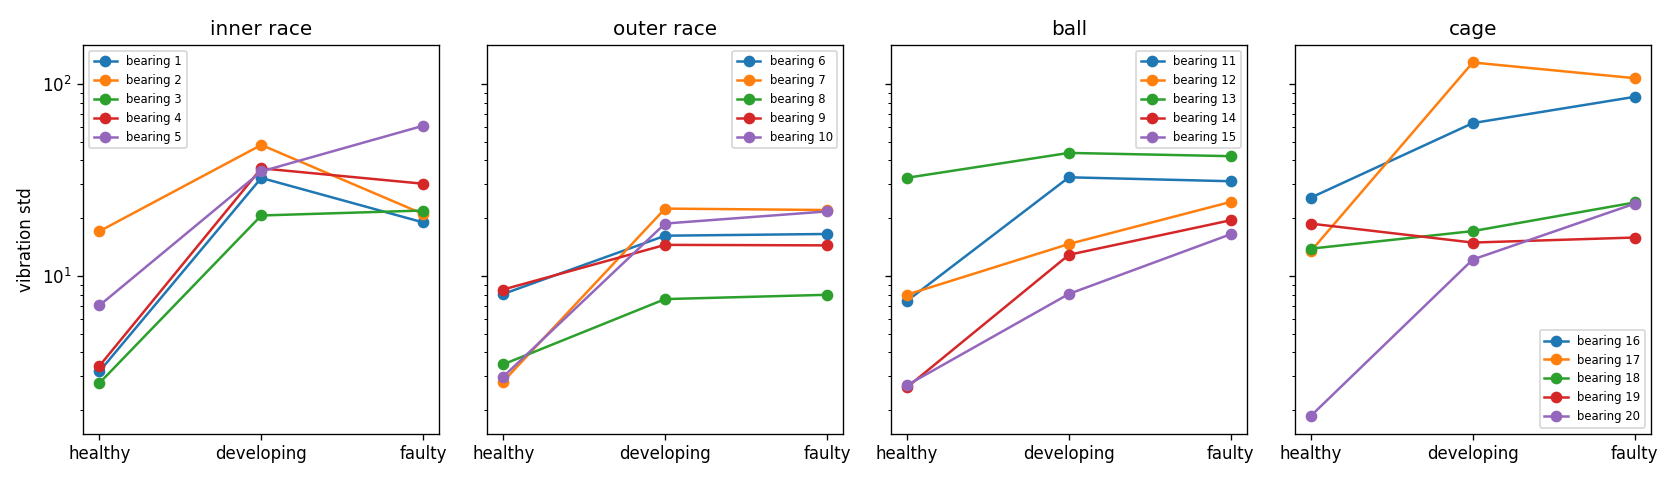 inner race
outer race
ball
cage
vibration std
10²
10¹
bearing 1
bearing 2
bearing 3
bearing 4
bearing 5
healthy
developing
faulty
bearing 6
bearing 7
bearing 8
bearing 9
bearing 10
healthy
developing
faulty
bearing 11
bearing 12
bearing 13
bearing 14
bearing 15
healthy
developing
faulty
bearing 16
bearing 17
bearing 18
bearing 19
bearing 20
healthy
developing
faulty